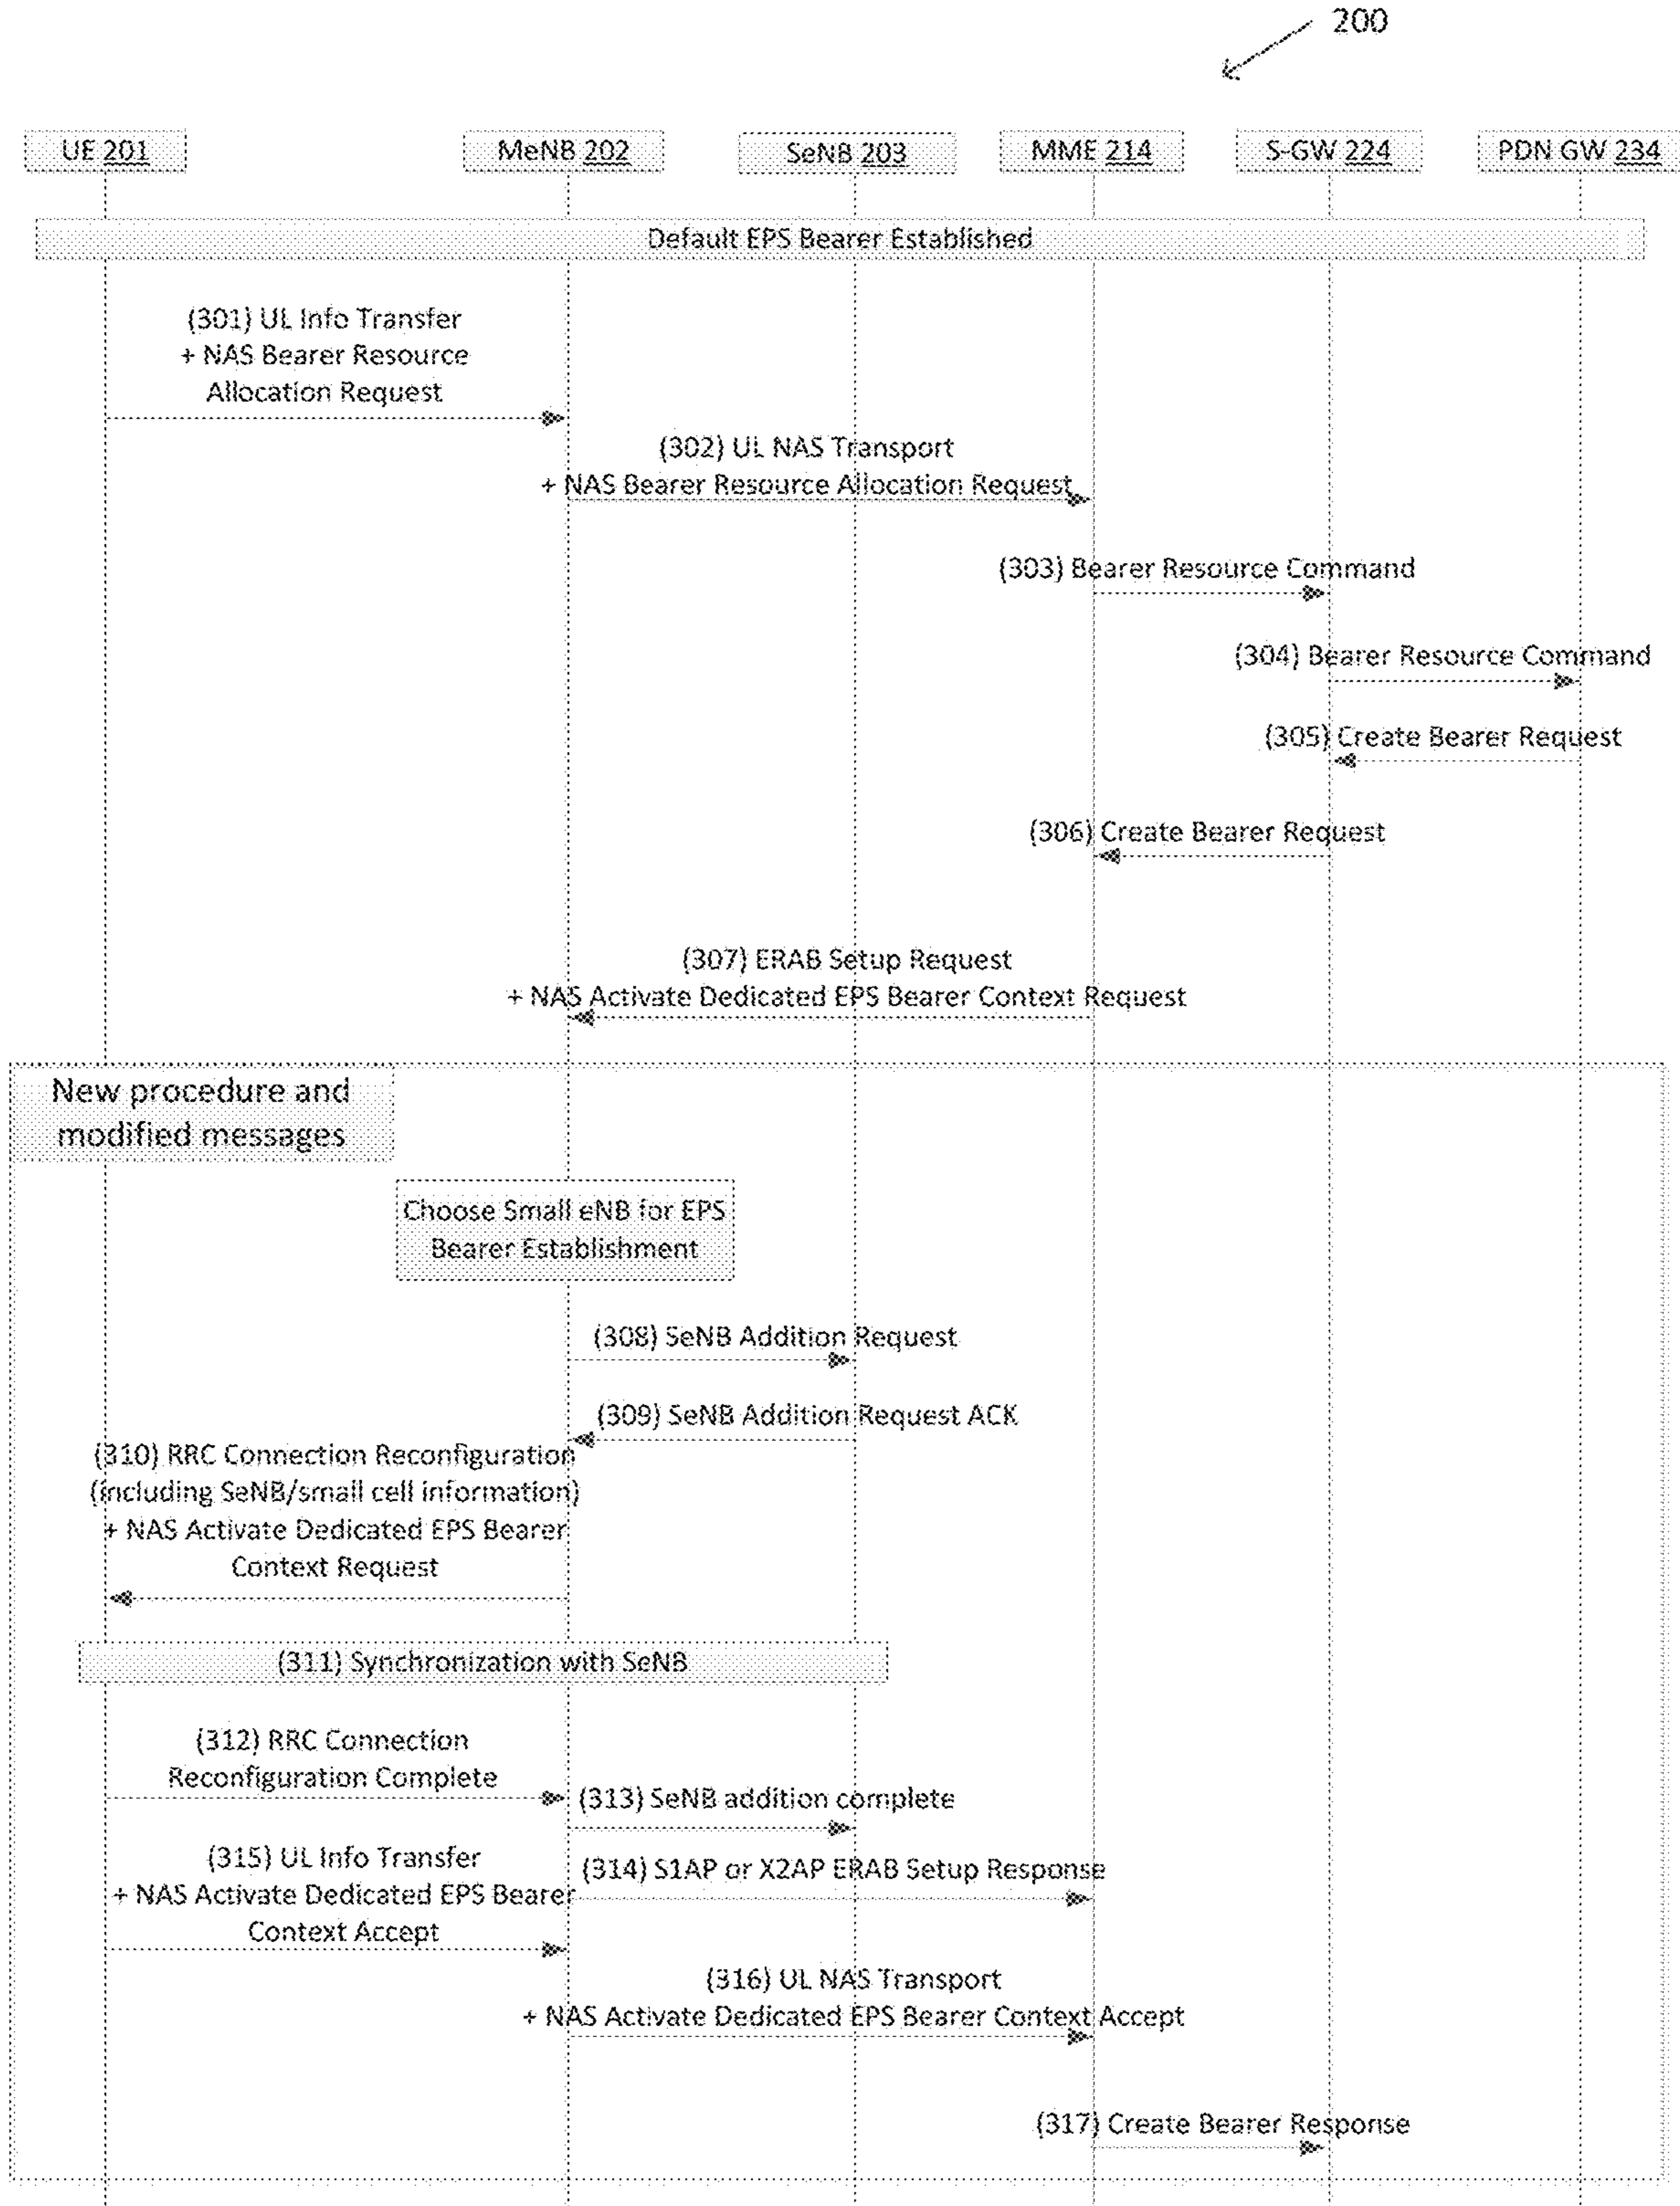 200
UE 201
MeNB 202
SeNB 203
MME 214
S-GW 224
PDN GW 234
Default EPS Bearer Established
(301) UL Info Transfer
+ NAS Bearer Resource
Allocation Request
(302) UL NAS Transport
+ NAS Bearer Resource Allocation Request
(303) Bearer Resource Command
(304) Bearer Resource Command
(305) Create Bearer Request
(306) Create Bearer Request
(307) ERAB Setup Request
+ NAS Activate Dedicated EPS Bearer Context Request
New procedure and
modified messages
Choose Small eNB for EPS
Bearer Establishment
(308) SeNB Addition Request
(309) SeNB Addition Request ACK
(310) RRC Connection Reconfiguration
(including SeNB/small cell information)
+ NAS Activate Dedicated EPS Bearer
Context Request
(311) Synchronization with SeNB
(312) RRC Connection
Reconfiguration Complete
(313) SeNB addition complete
(315) UL Info Transfer
+ NAS Activate Dedicated EPS Bearer
Context Accept
(314) S1AP or X2AP ERAB Setup Response
(316) UL NAS Transport
+ NAS Activate Dedicated EPS Bearer Context Accept
(317) Create Bearer Response